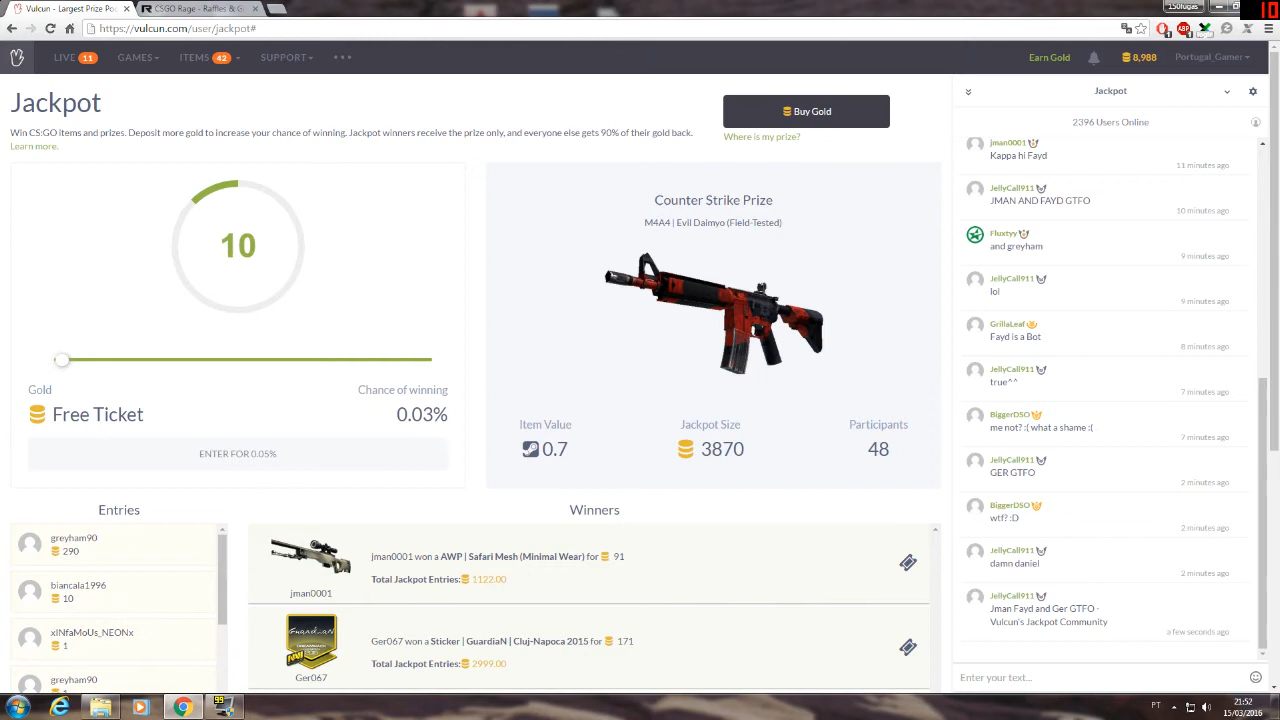 Vulcun - Largest Prize Po
CSGO Rage - Raffles & G
150lugas
10
https://vulcun.com/user/jackpot#
LIVE 11
GAMES
ITEMS 42
SUPPORT
Earn Gold
8,988
Portugal_Gamer
Jackpot
Win CS:GO items and prizes. Deposit more gold to increase your chance of winning. Jackpot winners receive the prize only, and everyone else gets 90% of their gold back.
Learn more.
Buy Gold
Where is my prize?
10
Gold
Chance of winning
Free Ticket
0.03%
ENTER FOR 0.05%
Counter Strike Prize
M4A4 | Evil Daimyo (Field-Tested)
Item Value
Jackpot Size
Participants
0.7
3870
48
Entries
greyham90
290
biancala1996
10
xINfaMoUs_NEONx
1
greyham90
Winners
jman0001 won a AWP | Safari Mesh (Minimal Wear) for 91
Total Jackpot Entries: 1122.00
jman0001
Ger067 won a Sticker | GuardiaN | Cluj-Napoca 2015 for 171
Total Jackpot Entries: 2999.00
Ger067
Jackpot
2396 Users Online
jman0001
Kappa hi Fayd
11 minutes ago
JellyCall911
JMAN AND FAYD GTFO
10 minutes ago
Fluxtyy
and greyham
9 minutes ago
JellyCall911
lol
9 minutes ago
GrillaLeaf
Fayd is a Bot
8 minutes ago
JellyCall911
true^^
7 minutes ago
BiggerDSO
me not? :( what a shame :(
7 minutes ago
JellyCall911
GER GTFO
2 minutes ago
BiggerDSO
wtf? :D
2 minutes ago
JellyCall911
damn daniel
2 minutes ago
JellyCall911
Jman Fayd and Ger GTFO -
Vulcun's Jackpot Community
a few seconds ago
Enter your text...
99
PT
21:52
15/03/2016